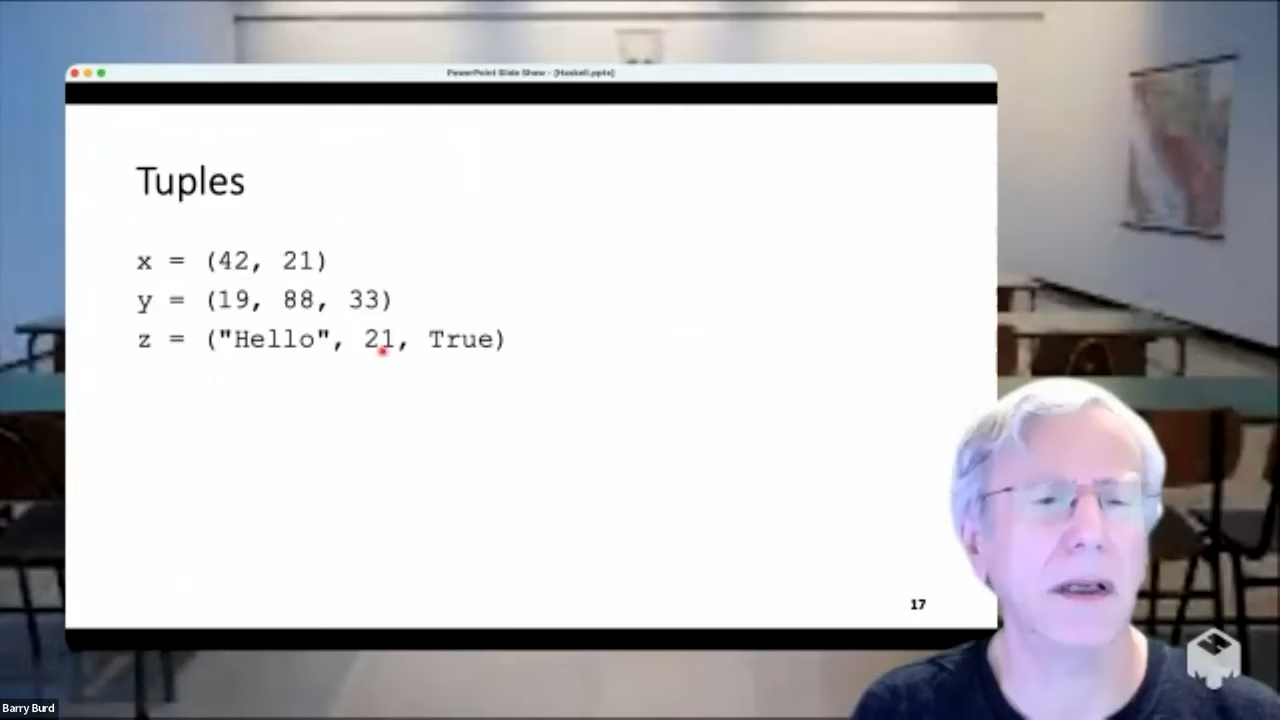 PowerPoint Slide Show - [Haskell.pptx]
Tuples
x = (42, 21)
y = (19, 88, 33)
z = ("Hello", 21, True)
17
Barry Burd